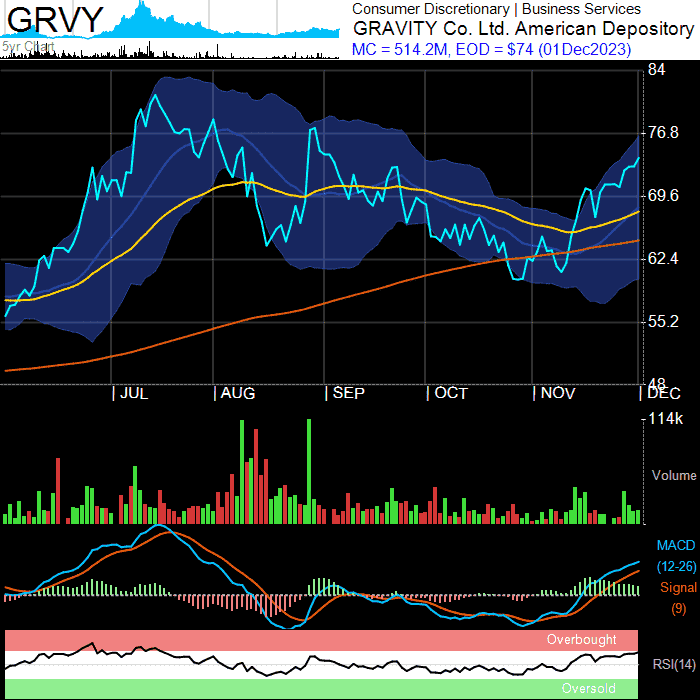 GRVY
5yr Chart
Consumer Discretionary | Business Services
GRAVITY Co. Ltd. American Depository
MC = 514.2M, EOD = $74 (01Dec2023)
84
76.8
69.6
62.4
55.2
48
JUL
AUG
SEP
OCT
NOV
DEC
114k
Volume
MACD
(12-26)
Signal
(9)
Overbought
RSI(14)
Oversold